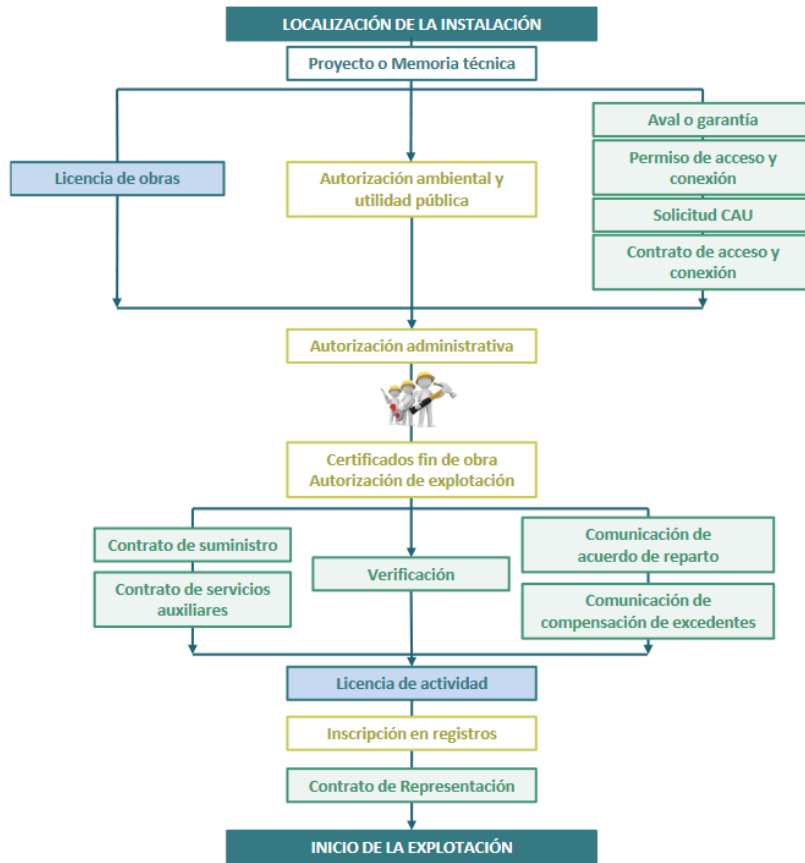 LOCALIZACIÓN DE LA INSTALACIÓN
Proyecto o Memoria técnica
Licencia de obras
Autorización ambiental y
utilidad pública
Aval o garantía
Permiso de acceso y
conexión
Solicitud CAU
Contrato de acceso y
conexión
Autorización administrativa
Certificados fin de obra
Autorización de explotación
Contrato de suministro
Contrato de servicios
auxiliares
Verificación
Comunicación de
acuerdo de reparto
Comunicación de
compensación de excedentes
Licencia de actividad
Inscripción en registros
Contrato de Representación
INICIO DE LA EXPLOTACIÓN